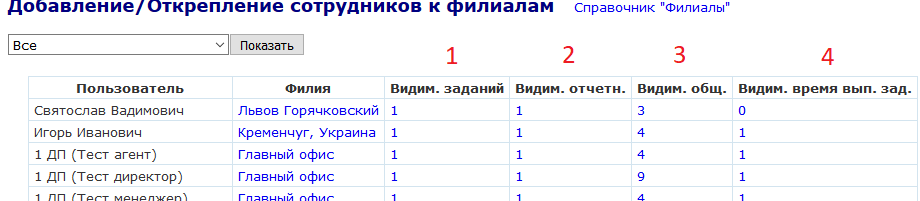 Добавление/Открепление сотрудников к филиалам Справочник "Филиалы"
Все Показать
1 2 3 4
Пользователь Филия Видим. заданий Видим. отчетн. Видим. общ. Видим. время вып. зад.
Святослав Вадимович Львов Горячковский 1 1 3 0
Игорь Иванович Кременчуг, Украина 1 1 4 1
1 ДП (Тест агент) Главный офис 1 1 4 1
1 ДП (Тест директор) Главный офис 1 1 9 1
1 ДП (Тест менеджер) Главный офис 1 1 4 1